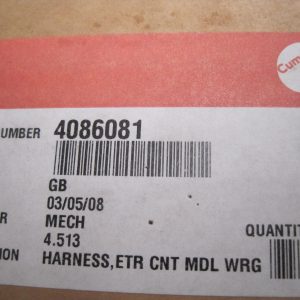 Cum
UMBER 4086081
GB
03/05/08
R MECH
4.513
ION HARNESS,ETR CNT MDL WRG
QUANTIT